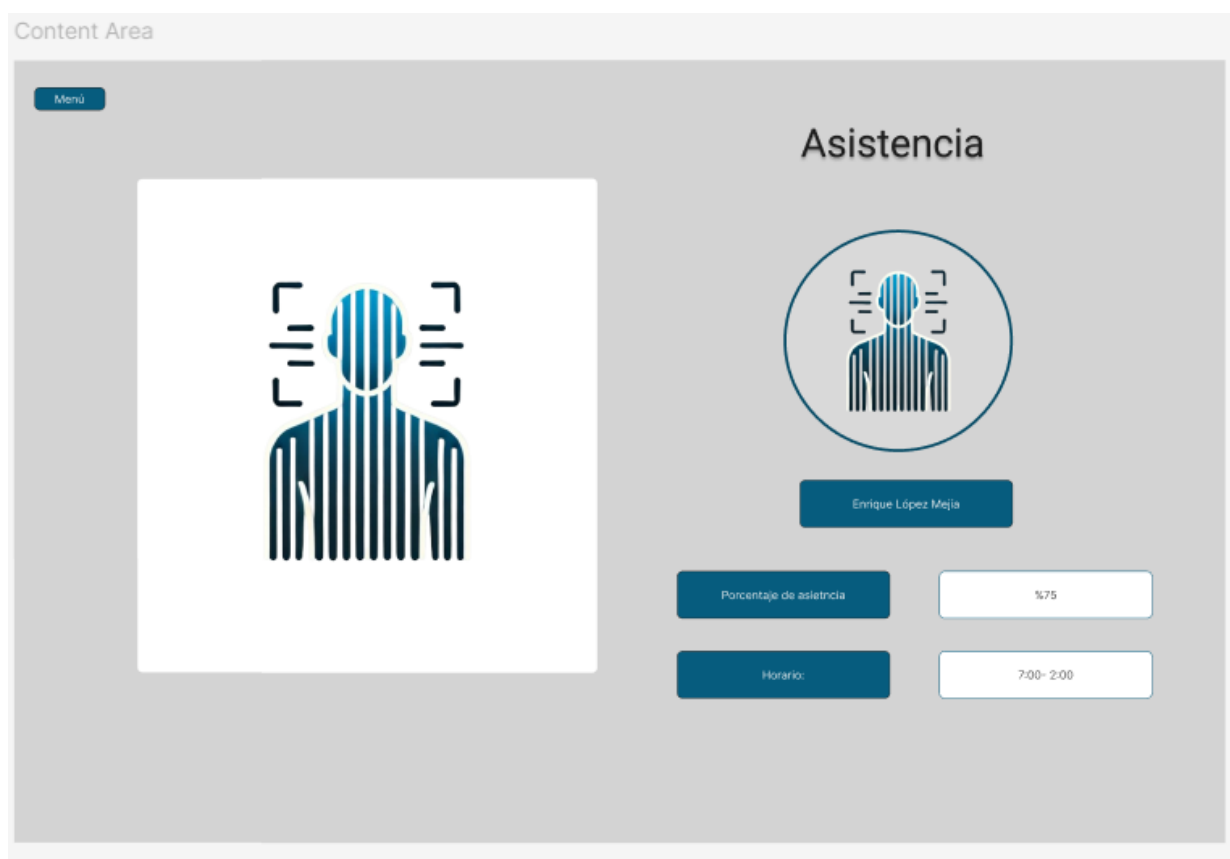 Content Area
Menú
Asistencia
Enrique López Mejia
Porcentaje de asietncia
%75
Horario:
7:00- 2:00